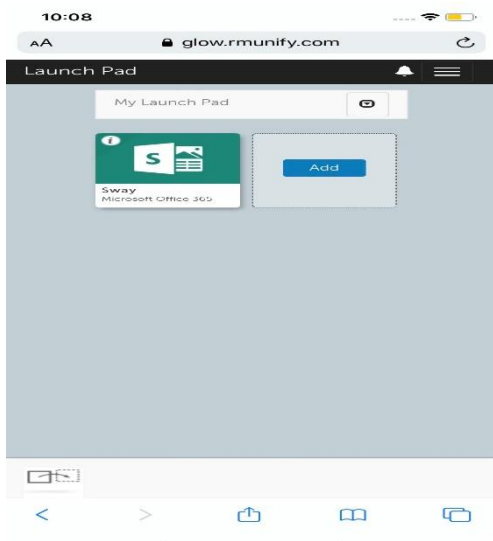 10:08
AA glow.rmunify.com
Launch Pad
My Launch Pad
i
S
Add
Sway
Microsoft Office 365